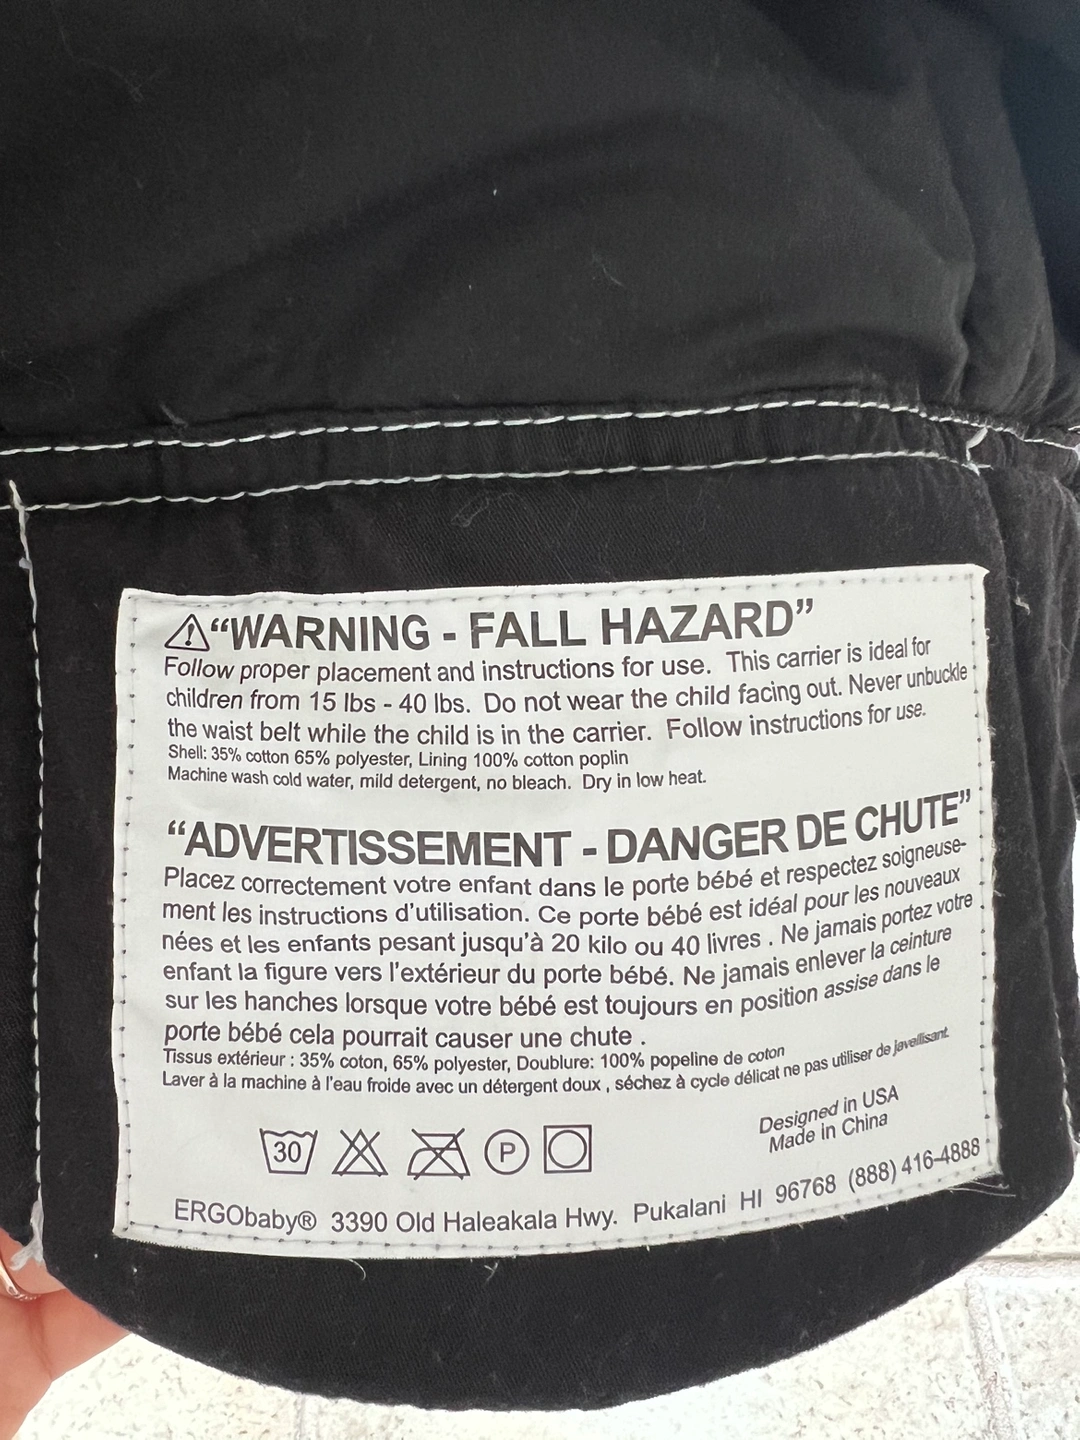 ⚠“WARNING - FALL HAZARD”
Follow proper placement and instructions for use. This carrier is ideal for
children from 15 lbs - 40 lbs. Do not wear the child facing out. Never unbuckle
the waist belt while the child is in the carrier. Follow instructions for use.
Shell: 35% cotton 65% polyester, Lining 100% cotton poplin
Machine wash cold water, mild detergent, no bleach. Dry in low heat.
“ADVERTISSEMENT - DANGER DE CHUTE”
Placez correctement votre enfant dans le porte bébé et respectez soigneuse-
ment les instructions d’utilisation. Ce porte bébé est idéal pour les nouveaux
nées et les enfants pesant jusqu’à 20 kilo ou 40 livres . Ne jamais portez votre
enfant la figure vers l’extérieur du porte bébé. Ne jamais enlever la ceinture
sur les hanches lorsque votre bébé est toujours en position assise dans le
porte bébé cela pourrait causer une chute .
Tissus extérieur : 35% coton, 65% polyester, Doublure: 100% popeline de coton
Laver à la machine à l’eau froide avec un détergent doux , séchez à cycle délicat ne pas utiliser de javellisant.
Designed in USA
Made in China
30 P
ERGObaby® 3390 Old Haleakala Hwy. Pukalani HI 96768 (888) 416-4888